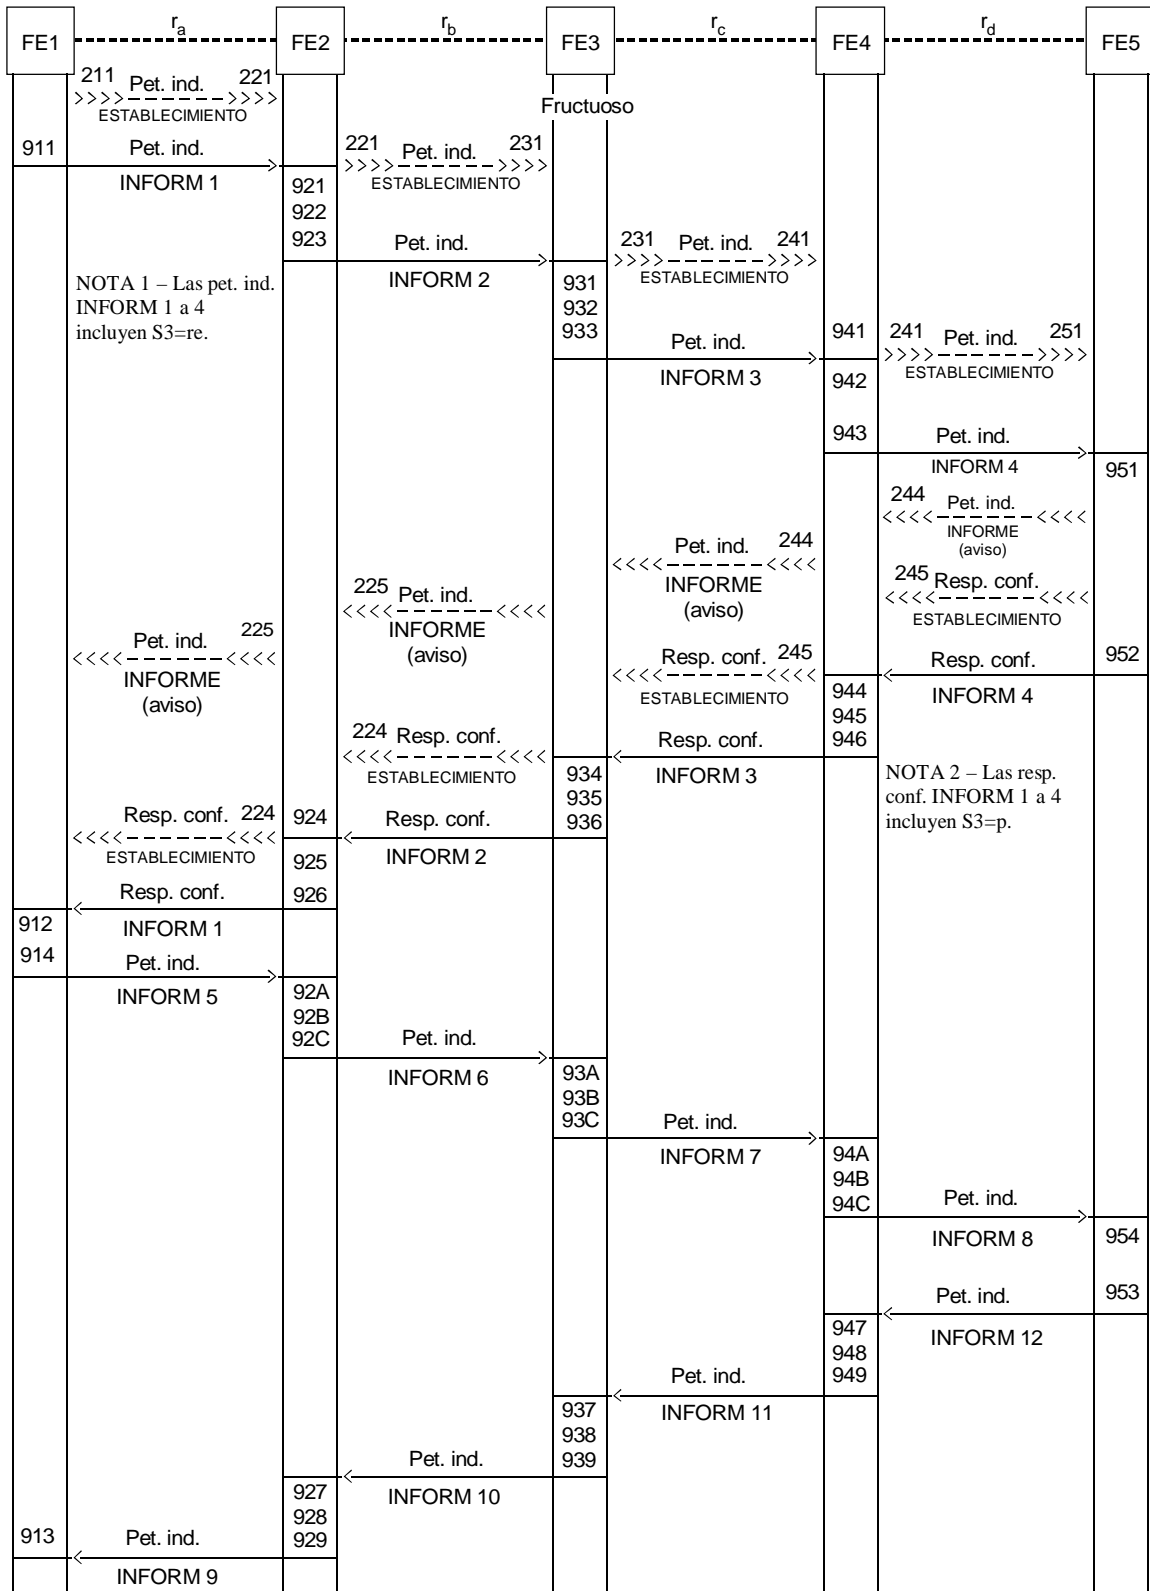 FE1 r_a FE2 r_b FE3 r_c FE4 r_d FE5
211 Pet. ind. 221
ESTABLECIMIENTO
Fructuoso
911 Pet. ind. 221 Pet. ind. 231
INFORM 1 ESTABLECIMIENTO
921
922
923 Pet. ind. 231 Pet. ind. 241
INFORM 2 ESTABLECIMIENTO
NOTA 1 – Las pet. ind.
INFORM 1 a 4
incluyen S3=re.
931
932
933 Pet. ind. 941 241 Pet. ind. 251
INFORM 3 942 ESTABLECIMIENTO
943 Pet. ind.
INFORM 4 951
244 Pet. ind.
INFORME
(aviso)
Pet. ind. 244
INFORME
(aviso)
245 Resp. conf.
ESTABLECIMIENTO
225 Pet. ind.
INFORME
(aviso)
Pet. ind. 225
INFORME
(aviso)
Resp. conf. 245 Resp. conf. 952
ESTABLECIMIENTO 944 INFORM 4
945
224 Resp. conf. Resp. conf. 946
ESTABLECIMIENTO 934 INFORM 3
935
936
NOTA 2 – Las resp.
conf. INFORM 1 a 4
incluyen S3=p.
Resp. conf. 224 924 Resp. conf.
ESTABLECIMIENTO 925 INFORM 2
Resp. conf. 926
912 INFORM 1
914 Pet. ind.
INFORM 5 92A
92B
92C Pet. ind.
INFORM 6 93A
93B
93C Pet. ind.
INFORM 7 94A
94B
94C Pet. ind.
INFORM 8 954
Pet. ind. 953
947 INFORM 12
948
Pet. ind. 949
937 INFORM 11
938
Pet. ind. 939
927 INFORM 10
928
913 Pet. ind. 929
INFORM 9